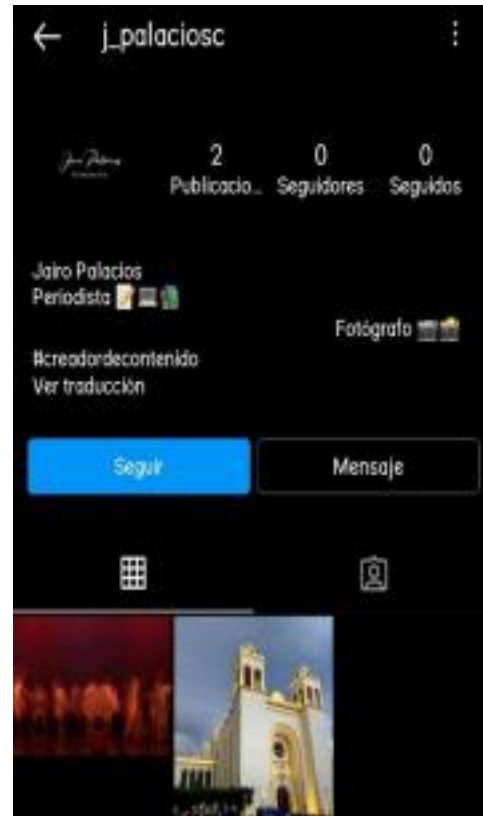 j_palaciosc
2 0 0
Publicacio... Seguidores Seguidos
Jairo Palacios
Periodista
Fotógrafo
#creadordecontenido
Ver traducción
Seguir Mensaje